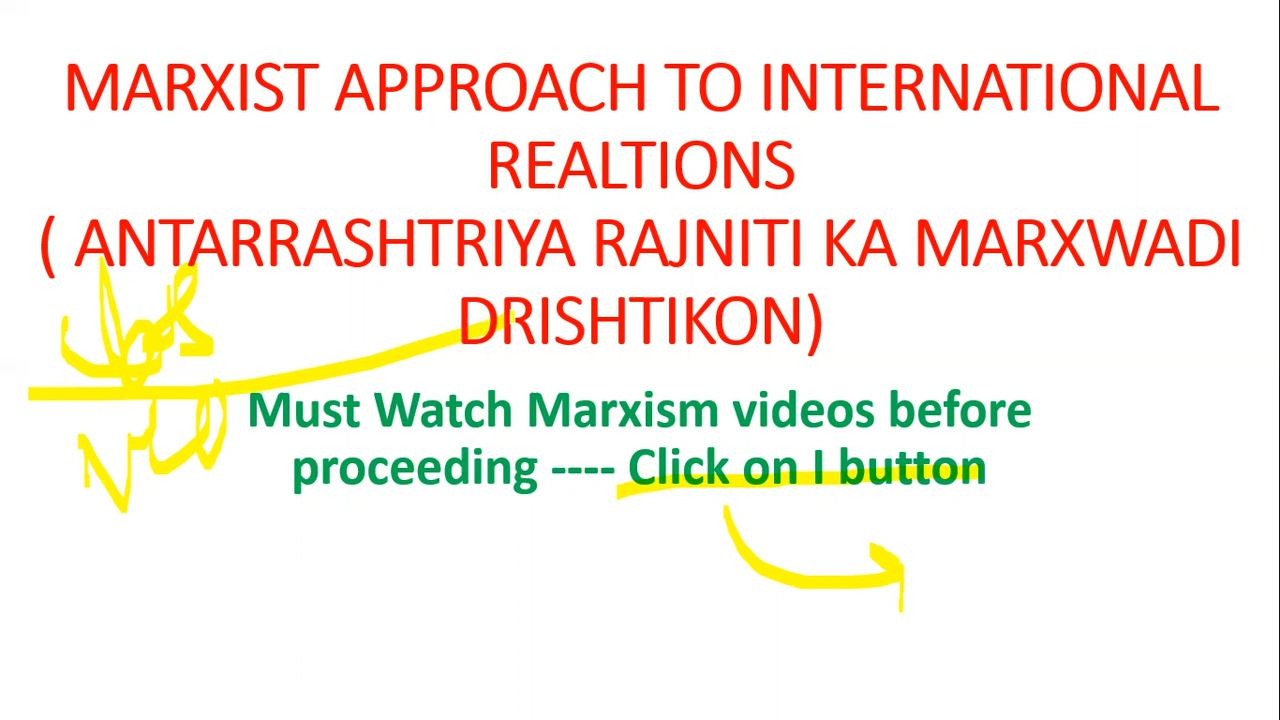 MARXIST APPROACH TO INTERNATIONAL
REALTIONS
( ANTARRASHTRIYA RAJNITI KA MARXWADI
DRISHTIKON)
Must Watch Marxism videos before
proceeding ---- Click on I button